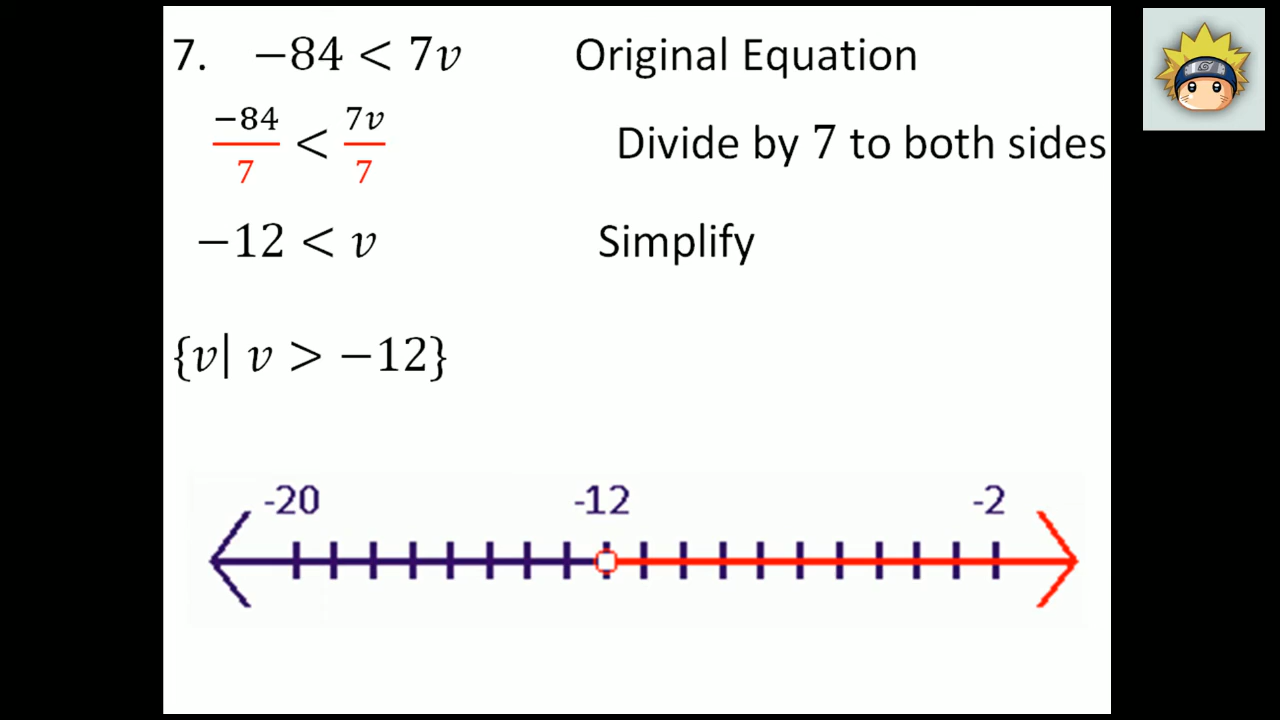 7. −84 < 7𝑣 Original Equation
−84/7 < 7𝑣/7 Divide by 7 to both sides
−12 < 𝑣 Simplify
{𝑣| 𝑣 > −12}
-20 -12 -2